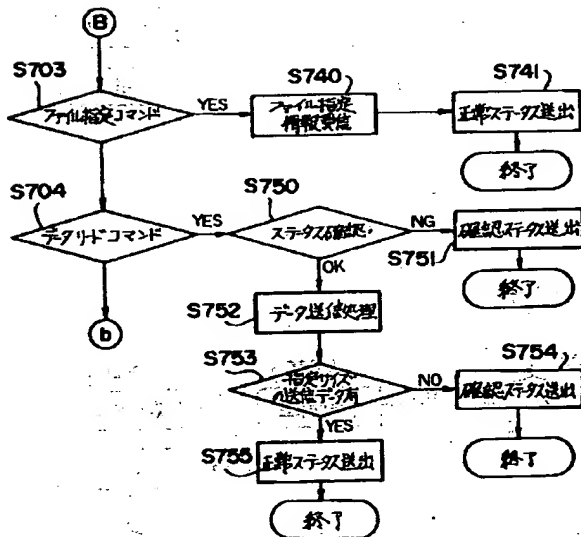 B
S703
ファイル指定コマンド
YES
S740
ファイル指定
情報受信
S741
正常ステータス送出
終了
S704
データリードコマンド
YES
S750
ステータス確認
NG
S751
確認ステータス送出
終了
OK
b
S752
データ送信処理
S753
指定サイズ
の送信データ有
NO
S754
確認ステータス送出
終了
YES
S755
正常ステータス送出
終了